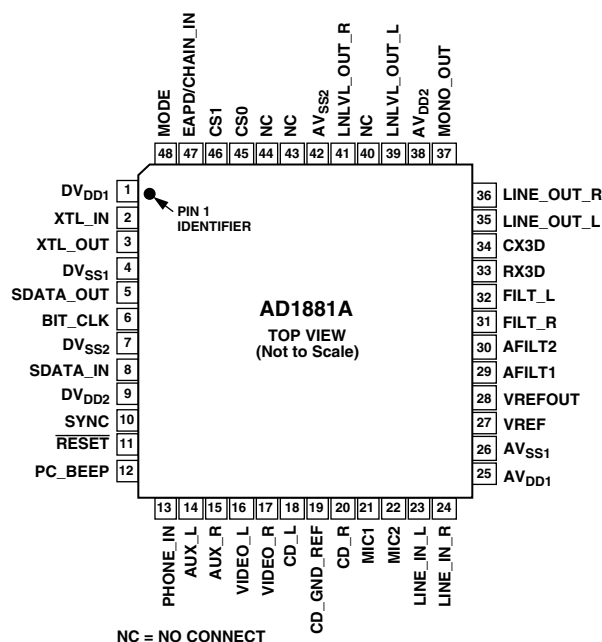 MODE
EAPD/CHAIN_IN
CS1
CS0
NC
NC
AVSS2
LNLVL_OUT_R
NC
LNLVL_OUT_L
AVDD2
MONO_OUT
48 47 46 45 44 43 42 41 40 39 38 37
DVDD1 1
XTL_IN 2
XTL_OUT 3
DVSS1 4
SDATA_OUT 5
BIT_CLK 6
DVSS2 7
SDATA_IN 8
DVDD2 9
SYNC 10
RESET 11
PC_BEEP 12
PIN 1
IDENTIFIER
AD1881A
TOP VIEW
(Not to Scale)
36 LINE_OUT_R
35 LINE_OUT_L
34 CX3D
33 RX3D
32 FILT_L
31 FILT_R
30 AFILT2
29 AFILT1
28 VREFOUT
27 VREF
26 AVSS1
25 AVDD1
13 14 15 16 17 18 19 20 21 22 23 24
PHONE_IN
AUX_L
AUX_R
VIDEO_L
VIDEO_R
CD_L
CD_GND_REF
CD_R
MIC1
MIC2
LINE_IN_L
LINE_IN_R
NC = NO CONNECT